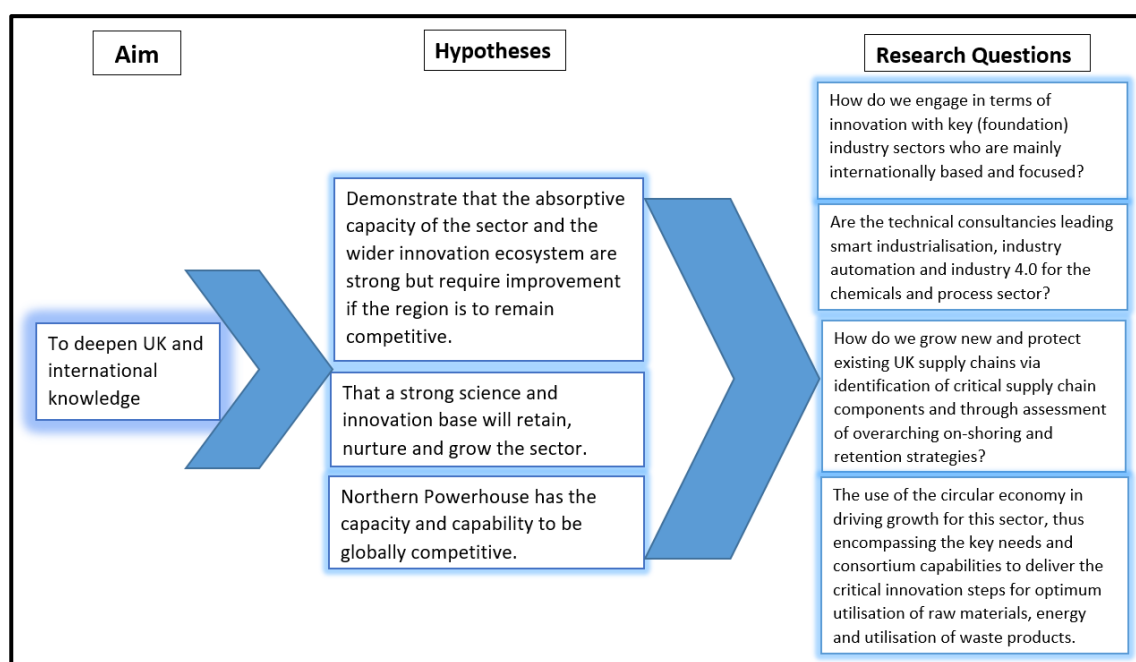 Aim
Hypotheses
Research Questions
To deepen UK and
international
knowledge
Demonstrate that the absorptive
capacity of the sector and the
wider innovation ecosystem are
strong but require improvement
if the region is to remain
competitive.
That a strong science and
innovation base will retain,
nurture and grow the sector.
Northern Powerhouse has the
capacity and capability to be
globally competitive.
How do we engage in terms of
innovation with key (foundation)
industry sectors who are mainly
internationally based and focused?
Are the technical consultancies leading
smart industrialisation, industry
automation and industry 4.0 for the
chemicals and process sector?
How do we grow new and protect
existing UK supply chains via
identification of critical supply chain
components and through assessment
of overarching on-shoring and
retention strategies?
The use of the circular economy in
driving growth for this sector, thus
encompassing the key needs and
consortium capabilities to deliver the
critical innovation steps for optimum
utilisation of raw materials, energy
and utilisation of waste products.